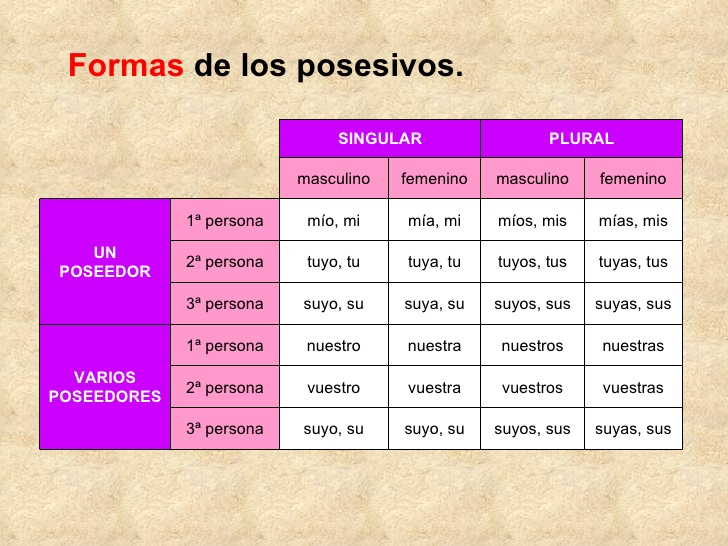 Formas de los posesivos.
SINGULAR PLURAL
masculino femenino masculino femenino
UN
POSEEDOR
1ª persona mío, mi mía, mi míos, mis mías, mis
2ª persona tuyo, tu tuya, tu tuyos, tus tuyas, tus
3ª persona suyo, su suya, su suyos, sus suyas, sus
VARIOS
POSEEDORES
1ª persona nuestro nuestra nuestros nuestras
2ª persona vuestro vuestra vuestros vuestras
3ª persona suyo, su suyo, su suyos, sus suyas, sus